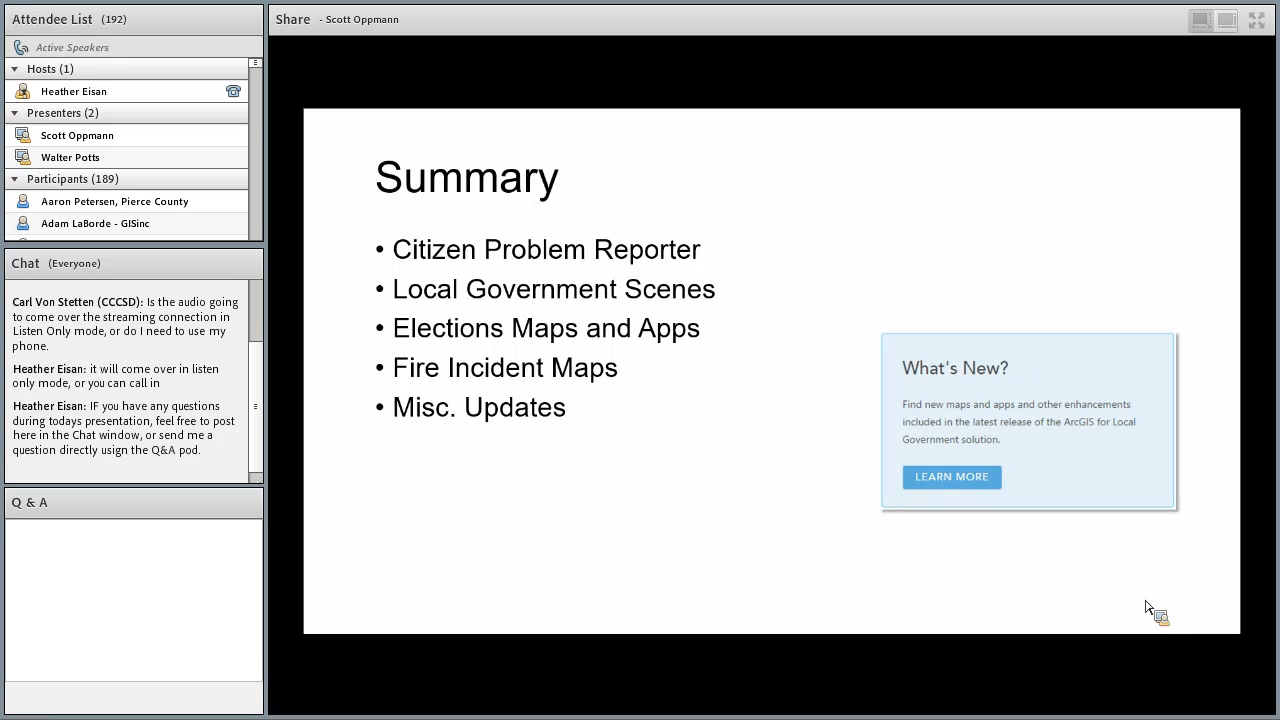 Attendee List (192)
Active Speakers
Hosts (1)
Heather Eisan
Presenters (2)
Scott Oppmann
Walter Potts
Participants (189)
Aaron Petersen, Pierce County
Adam LaBorde - GISinc
Chat (Everyone)
Carl Von Stetten (CCCSD): Is the audio going
to come over the streaming connection in
Listen Only mode, or do I need to use my
phone.
Heather Eisan: it will come over in listen
only mode, or you can call in
Heather Eisan: IF you have any questions
during todays presentation, feel free to post
here in the Chat window, or send me a
question directly usign the Q&A pod.
Q & A
Share - Scott Oppmann
Summary
• Citizen Problem Reporter
• Local Government Scenes
• Elections Maps and Apps
• Fire Incident Maps
• Misc. Updates
What's New?
Find new maps and apps and other enhancements
included in the latest release of the ArcGIS for Local
Government solution.
LEARN MORE